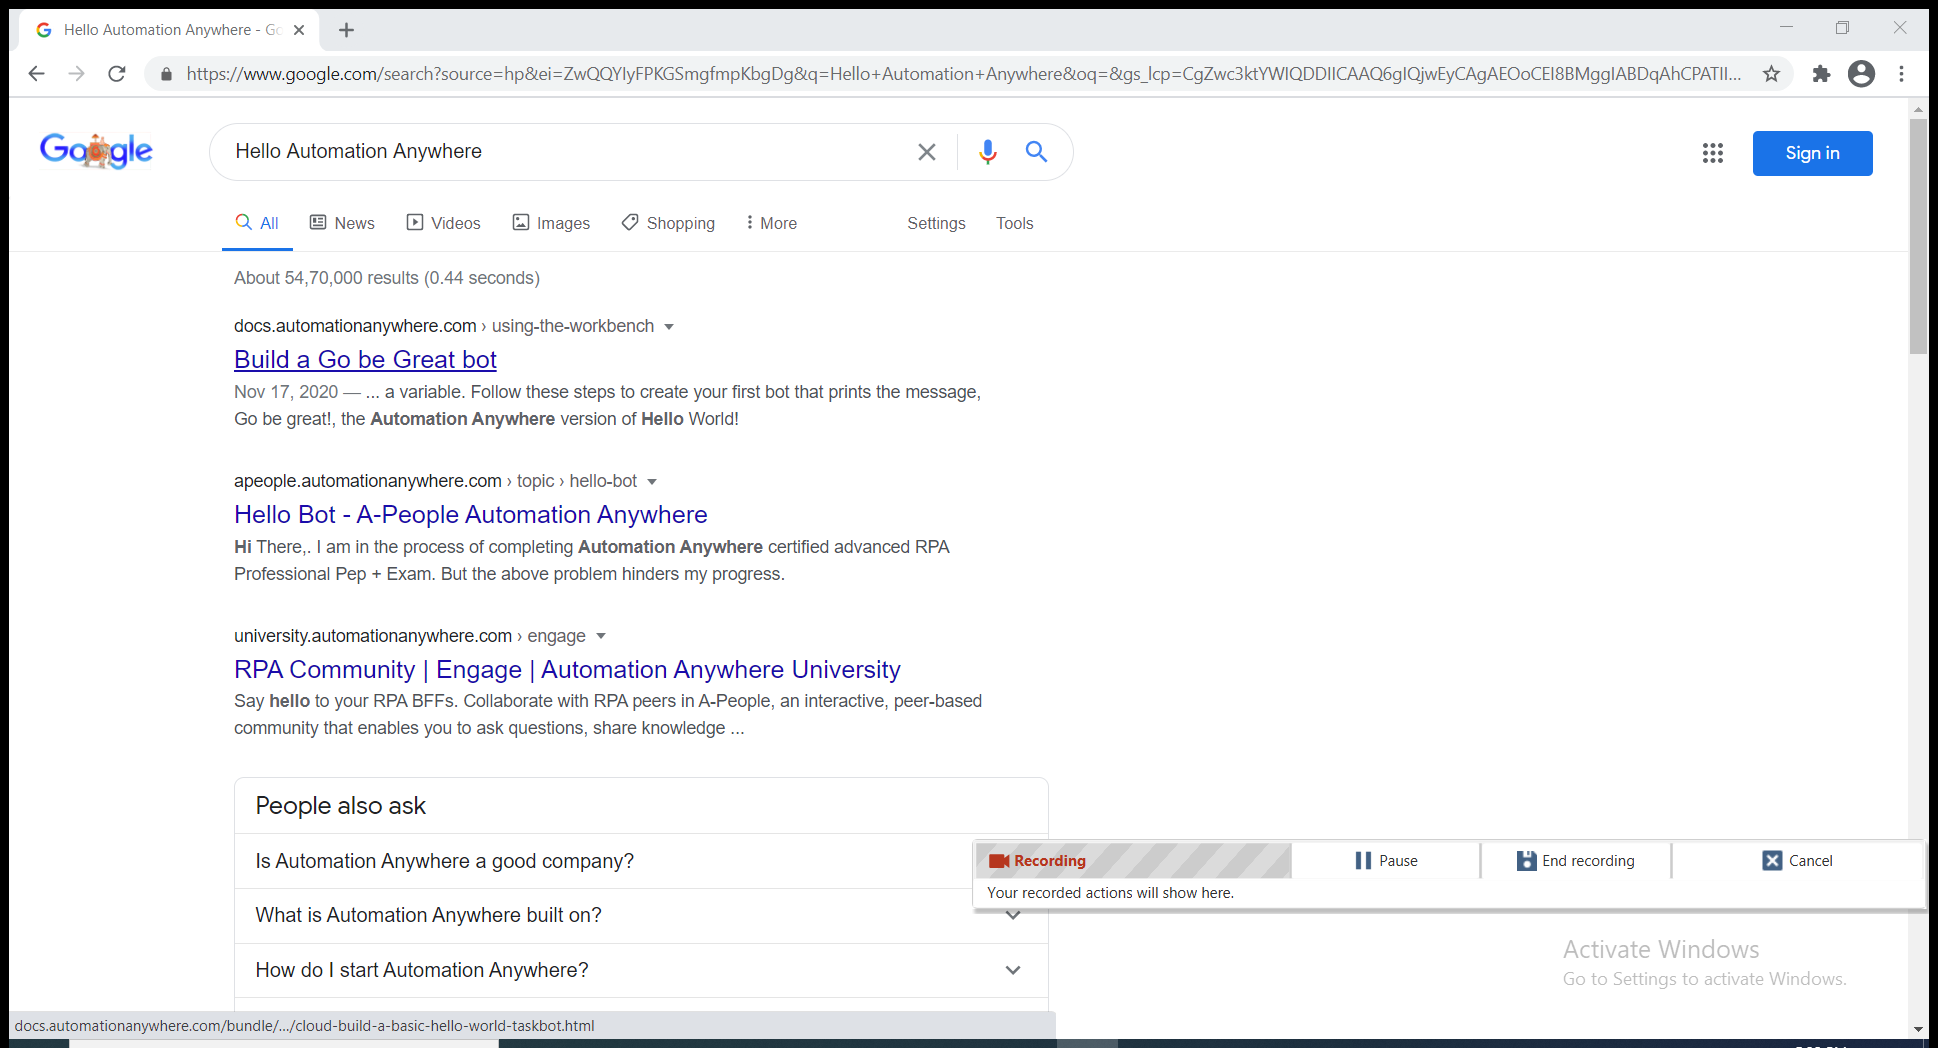 Hello Automation Anywhere - Go
https://www.google.com/search?source=hp&ei=ZwQQYIyFPKGSmgfmpKbgDg&q=Hello+Automation+Anywhere&oq=&gs_lcp=CgZwc3ktYWIQDDIICAAQ6gIQjwEyCAgAEOoCEI8BMggIABDqAhCPATII...
Google
Hello Automation Anywhere
Sign in
All News Videos Images Shopping More Settings Tools
About 54,70,000 results (0.44 seconds)
docs.automationanywhere.com › using-the-workbench
Build a Go be Great bot
Nov 17, 2020 — ... a variable. Follow these steps to create your first bot that prints the message,
Go be great!, the Automation Anywhere version of Hello World!
apeople.automationanywhere.com › topic › hello-bot
Hello Bot - A-People Automation Anywhere
Hi There,. I am in the process of completing Automation Anywhere certified advanced RPA
Professional Pep + Exam. But the above problem hinders my progress.
university.automationanywhere.com › engage
RPA Community | Engage | Automation Anywhere University
Say hello to your RPA BFFs. Collaborate with RPA peers in A-People, an interactive, peer-based
community that enables you to ask questions, share knowledge ...
People also ask
Is Automation Anywhere a good company?
What is Automation Anywhere built on?
How do I start Automation Anywhere?
Recording Pause End recording Cancel
Your recorded actions will show here.
Activate Windows
Go to Settings to activate Windows.
docs.automationanywhere.com/bundle/.../cloud-build-a-basic-hello-world-taskbot.html